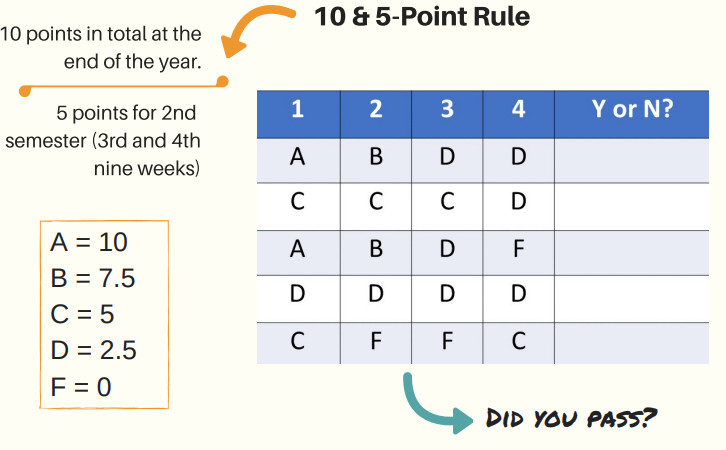 10 & 5-Point Rule
10 points in total at the
end of the year.
5 points for 2nd
semester (3rd and 4th
nine weeks)
A = 10
B = 7.5
C = 5
D = 2.5
F = 0
1 2 3 4 Y or N?
A B D D
C C C D
A B D F
D D D D
C F F C
DID YOU PASS?